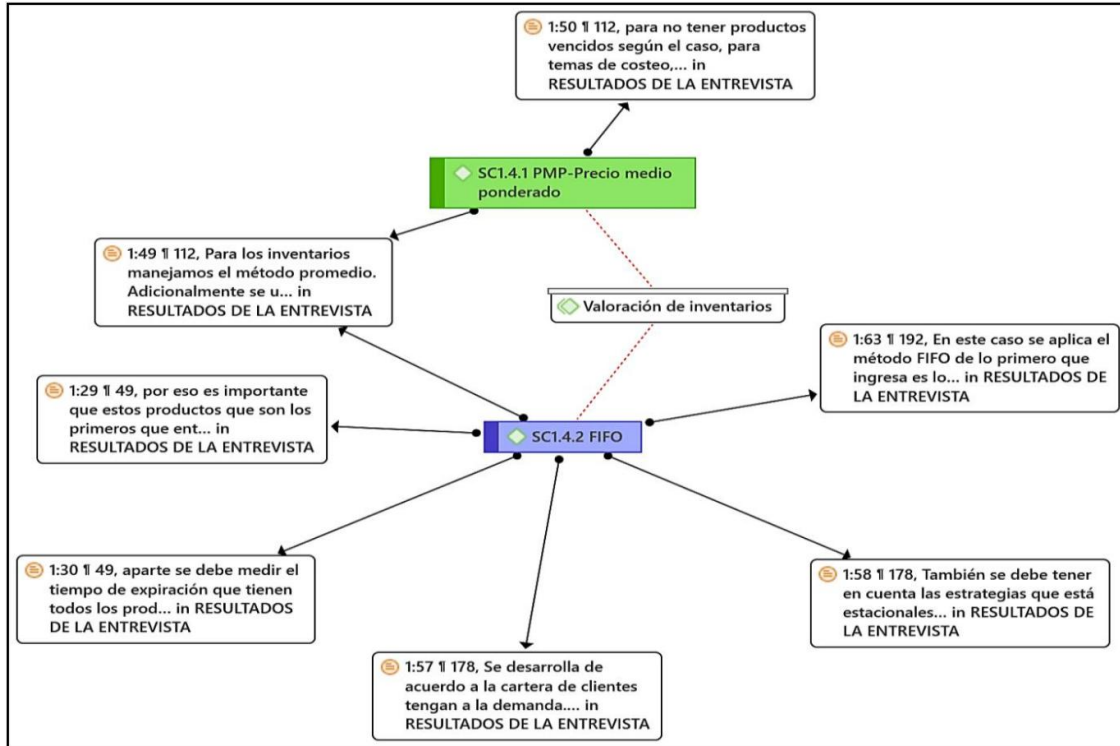 1:50 ¶ 112, para no tener productos
vencidos según el caso, para
temas de costeo,... in
RESULTADOS DE LA ENTREVISTA
SC1.4.1 PMP-Precio medio
ponderado
1:49 ¶ 112, Para los inventarios
manejamos el método promedio.
Adicionalmente se u... in
RESULTADOS DE LA ENTREVISTA
Valoración de inventarios
1:63 ¶ 192, En este caso se aplica el
método FIFO de lo primero que
ingresa es lo... in RESULTADOS DE
LA ENTREVISTA
1:29 ¶ 49, por eso es importante
que estos productos que son los
primeros que ent... in
RESULTADOS DE LA ENTREVISTA
SC1.4.2 FIFO
1:30 ¶ 49, aparte se debe medir el
tiempo de expiración que tienen
todos los prod... in RESULTADOS
DE LA ENTREVISTA
1:58 ¶ 178, También se debe tener
en cuenta las estrategias que está
estacionales... in RESULTADOS DE
LA ENTREVISTA
1:57 ¶ 178, Se desarrolla de
acuerdo a la cartera de clientes
tengan a la demanda.... in
RESULTADOS DE LA ENTREVISTA